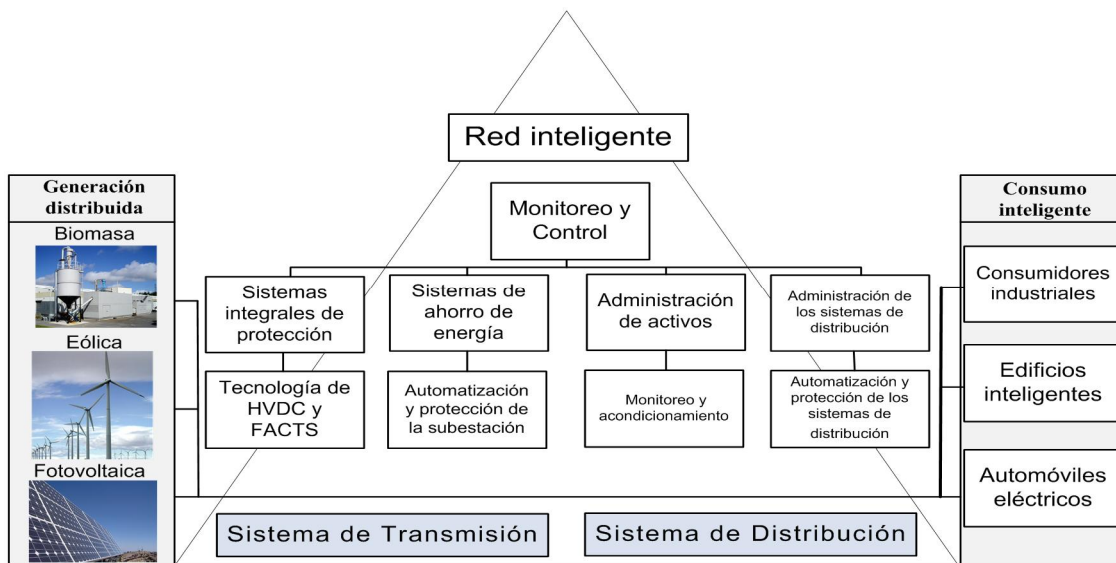 Red inteligente
Generación
distribuida
Biomasa
Eólica
Fotovoltaica
Monitoreo y
Control
Sistemas
integrales de
protección
Sistemas de
ahorro de
energía
Administración
de activos
Administración de
los sistemas de
distribución
Tecnología de
HVDC y
FACTS
Automatización
y protección de
la subestación
Monitoreo y
acondicionamiento
Automatización y
protección de los
sistemas de
distribución
Consumo
inteligente
Consumidores
industriales
Edificios
inteligentes
Automóviles
eléctricos
Sistema de Transmisión
Sistema de Distribución